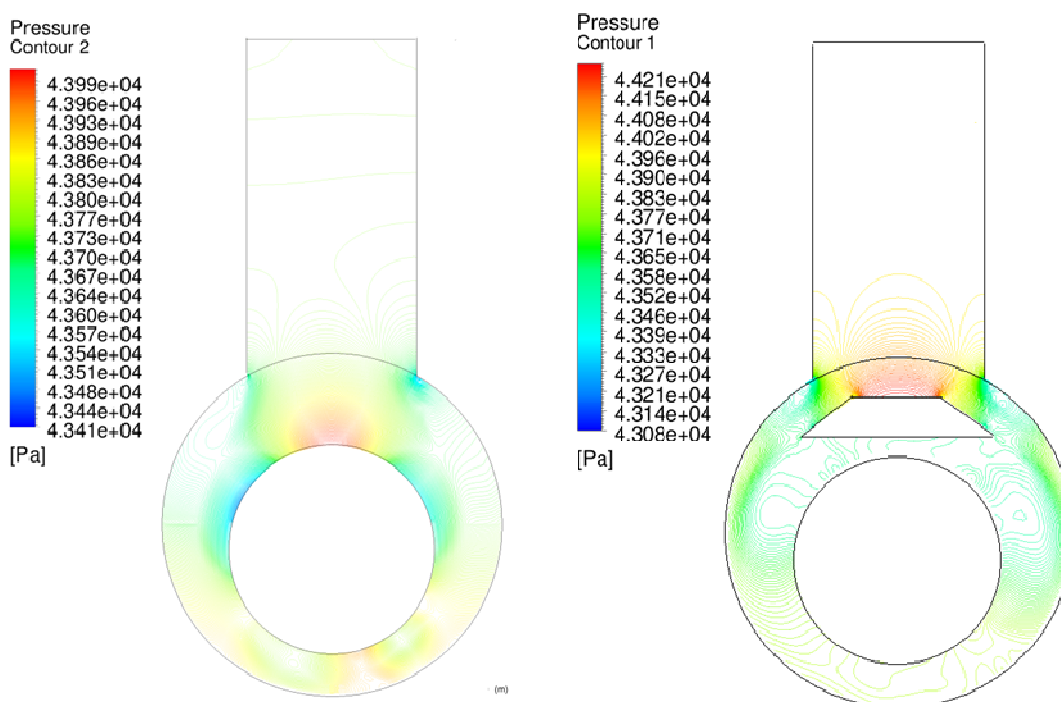 Pressure
Contour 2
4.399e+04
4.396e+04
4.393e+04
4.389e+04
4.386e+04
4.383e+04
4.380e+04
4.377e+04
4.373e+04
4.370e+04
4.367e+04
4.364e+04
4.360e+04
4.357e+04
4.354e+04
4.351e+04
4.348e+04
4.344e+04
4.341e+04
[Pa]
(m)
Pressure
Contour 1
4.421e+04
4.415e+04
4.408e+04
4.402e+04
4.396e+04
4.390e+04
4.383e+04
4.377e+04
4.371e+04
4.365e+04
4.358e+04
4.352e+04
4.346e+04
4.339e+04
4.333e+04
4.327e+04
4.321e+04
4.314e+04
4.308e+04
[Pa]